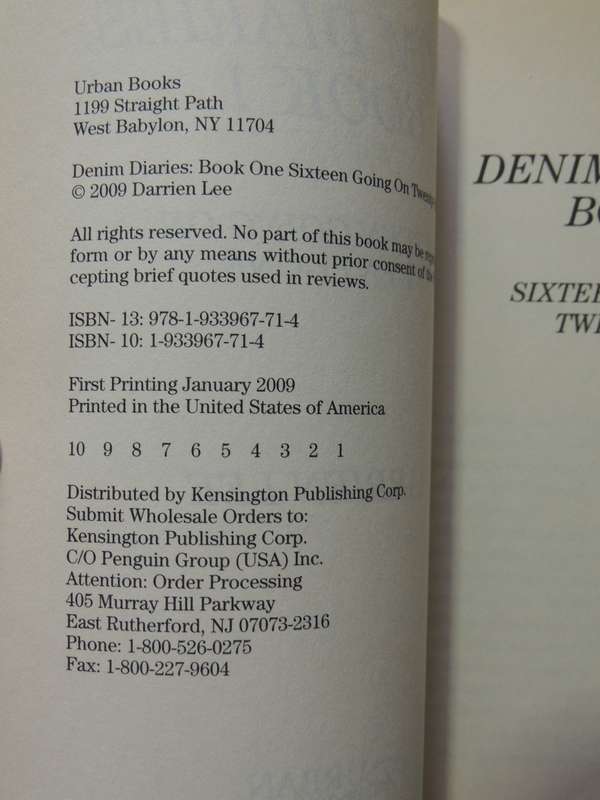 Urban Books
1199 Straight Path
West Babylon, NY 11704
Denim Diaries: Book One Sixteen Going On
© 2009 Darrien Lee
All rights reserved. No part of this book may be
form or by any means without prior consent of
cepting brief quotes used in reviews.
ISBN- 13: 978-1-933967-71-4
ISBN- 10: 1-933967-71-4
First Printing January 2009
Printed in the United States of America
10 9 8 7 6 5 4 3 2 1
Distributed by Kensington Publishing Corp.
Submit Wholesale Orders to:
Kensington Publishing Corp.
C/O Penguin Group (USA) Inc.
Attention: Order Processing
405 Murray Hill Parkway
East Rutherford, NJ 07073-2316
Phone: 1-800-526-0275
Fax: 1-800-227-9604
DENIM